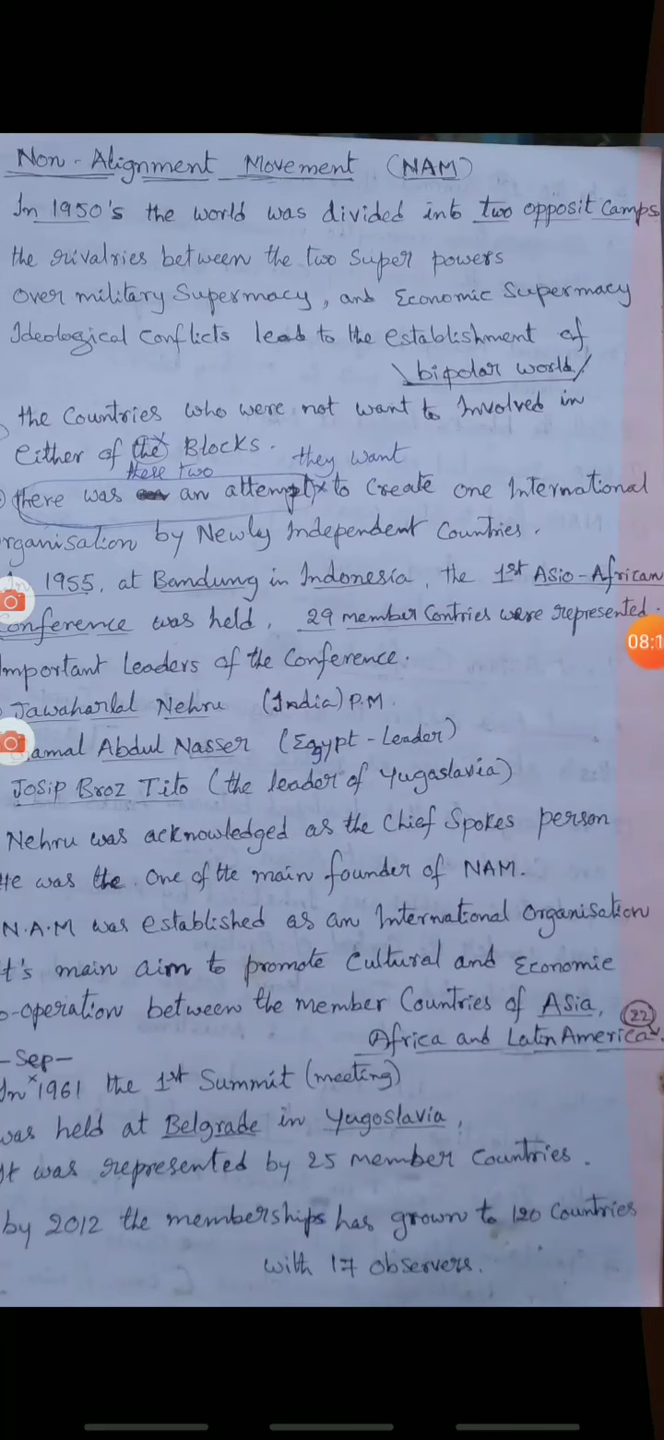 Non-Alignment Movement (NAM)
In 1950's the world was divided into two opposit camps
the rivalries between the two Super powers
Over military Supermacy, and Economic Supermacy
Ideological Conflicts lead to the establishment of
bipolar world
the Countries who were not want to Involved in
Either of the Blocks. they want
these two
there was an attempt to Create one International
rganisation by Newly Independent Countries.
In 1955, at Bandung in Indonesia, the 1st Asio-African
onference was held. 29 member Contries were represented.
mportant Leaders of the Conference.
Jawaharlal Nehru (India) P.M.
amal Abdul Nasser (Egypt-Leader)
Josip Broz Tito (the leader of Yugaslavia)
Nehru was acknowledged as the Chief Spokes person
He was the One of the main founder of NAM.
N.A.M was established as an International Organisation
t's main aim to promote Cultural and Economic
o-operation between the member Countries of Asia, 22
Africa and Latin America.
-Sep-
In 1961 the 1st Summit (meeting)
was held at Belgrade in Yugoslavia,
It was represented by 25 member Countries.
by 2012 the memberships has grown to 120 Countries
with 17 observers.
08:1